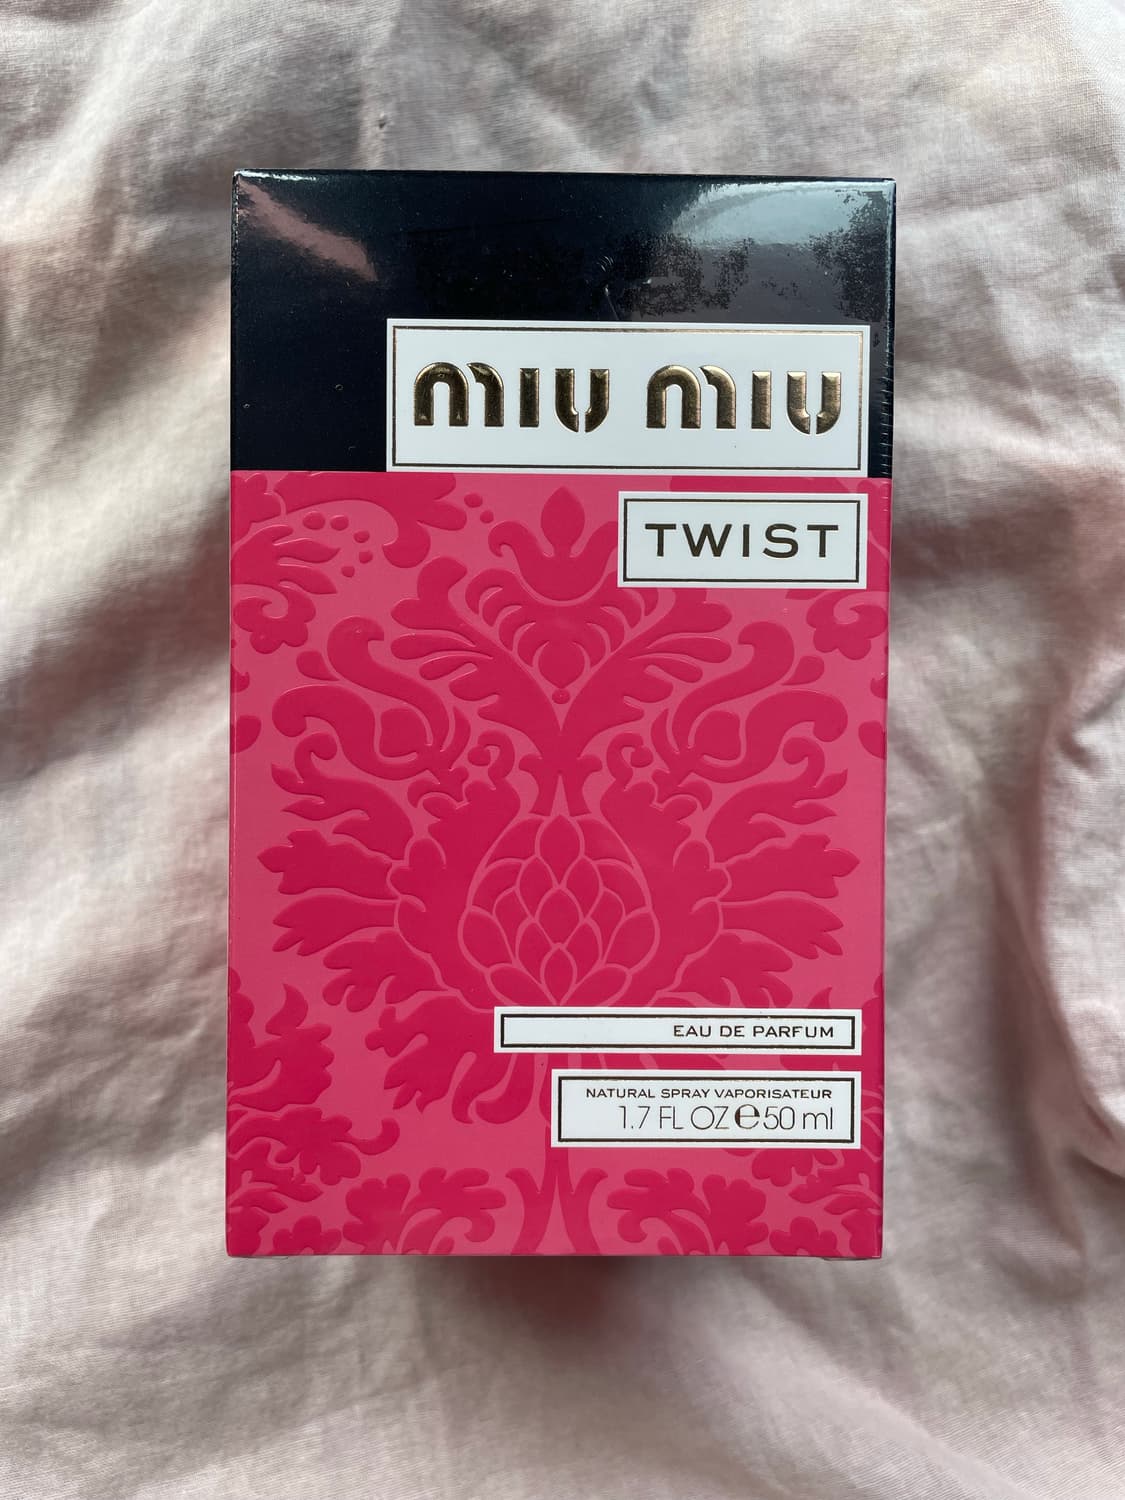 MIU MIU
TWIST
EAU DE PARFUM
NATURAL SPRAY VAPORISATEUR
1.7 FL OZ ℮ 50 ml